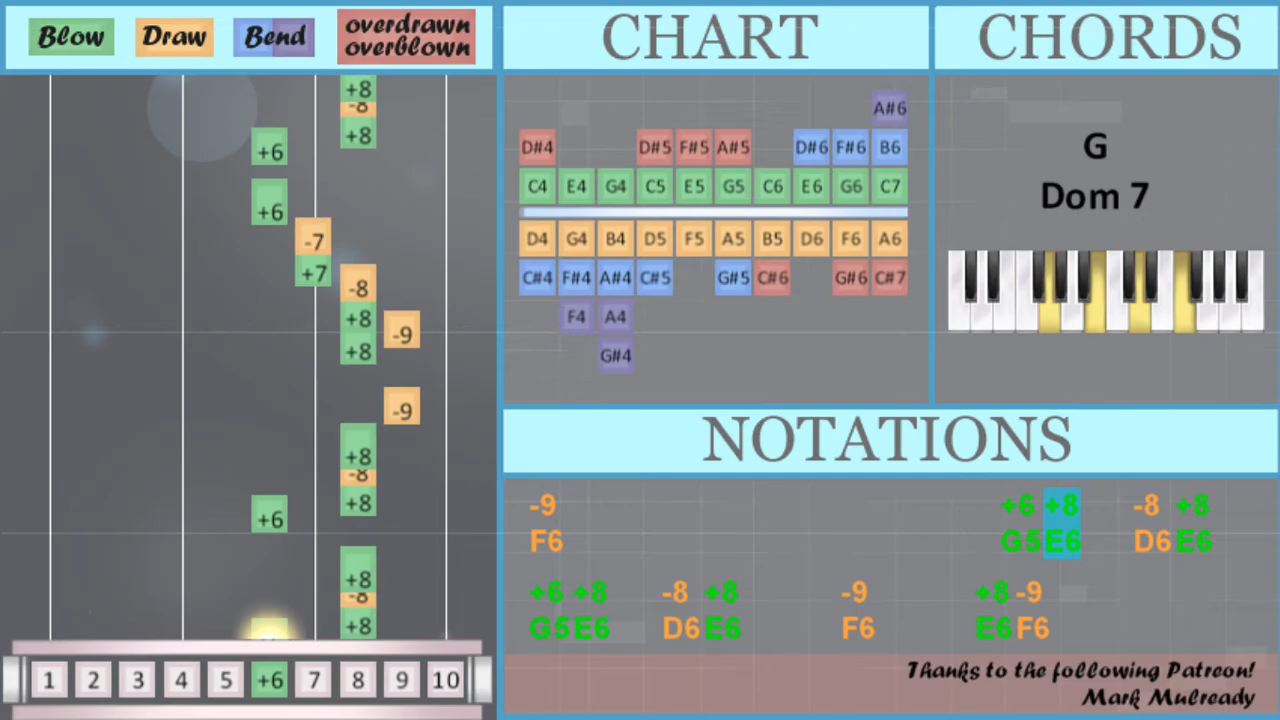 Blow Draw Bend overdrawn
overblown
CHART
CHORDS
+8
-8
+8
+6
+6
-7
+7
-8
+8
-9
+8
-9
+8
-8
+8
+6
+8
-8
+8
1 2 3 4 5 +6 7 8 9 10
A#6
D#4 D#5 F#5 A#5 D#6 F#6 B6
C4 E4 G4 C5 E5 G5 C6 E6 G6 C7
D4 G4 B4 D5 F5 A5 B5 D6 F6 A6
C#4 F#4 A#4 C#5 G#5 C#6 G#6 C#7
F4 A4
G#4
G
Dom 7
NOTATIONS
-9 +6 +8 -8 +8
F6 G5 E6 D6 E6
+6 +8 -8 +8 -9 +8 -9
G5 E6 D6 E6 F6 E6 F6
Thanks to the following Patreon!
Mark Mulready